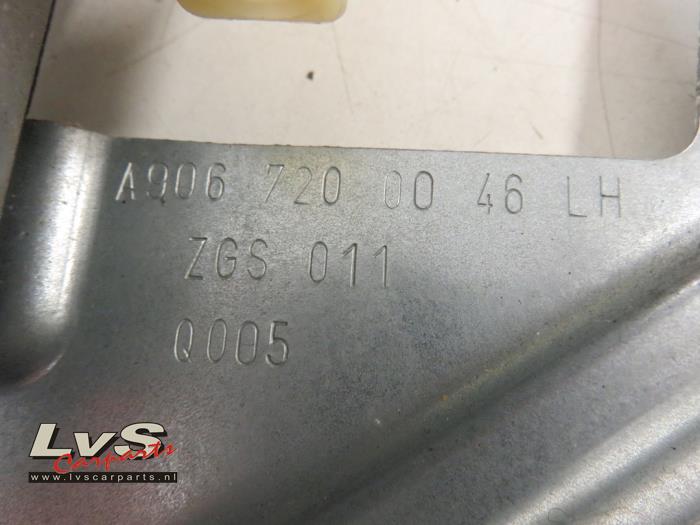 A906 720 00 46 LH
ZGS 011
Q005
LvS
Carparts
www.lvscarparts.nl